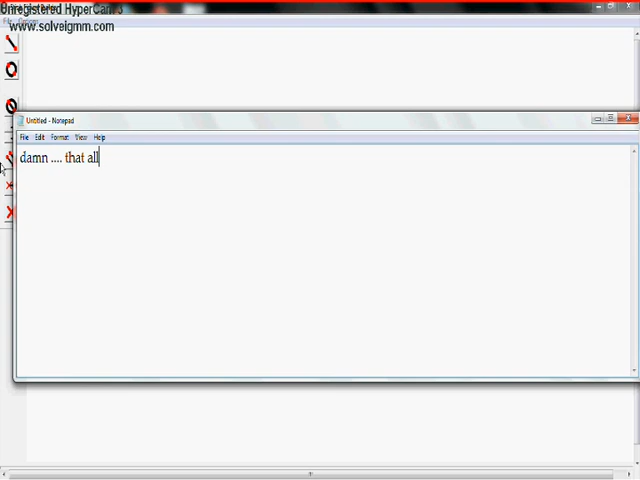 Unregistered HyperCam 3
www.solveigmm.com
Untitled - Notepad
File Edit Format View Help
damn .... that all